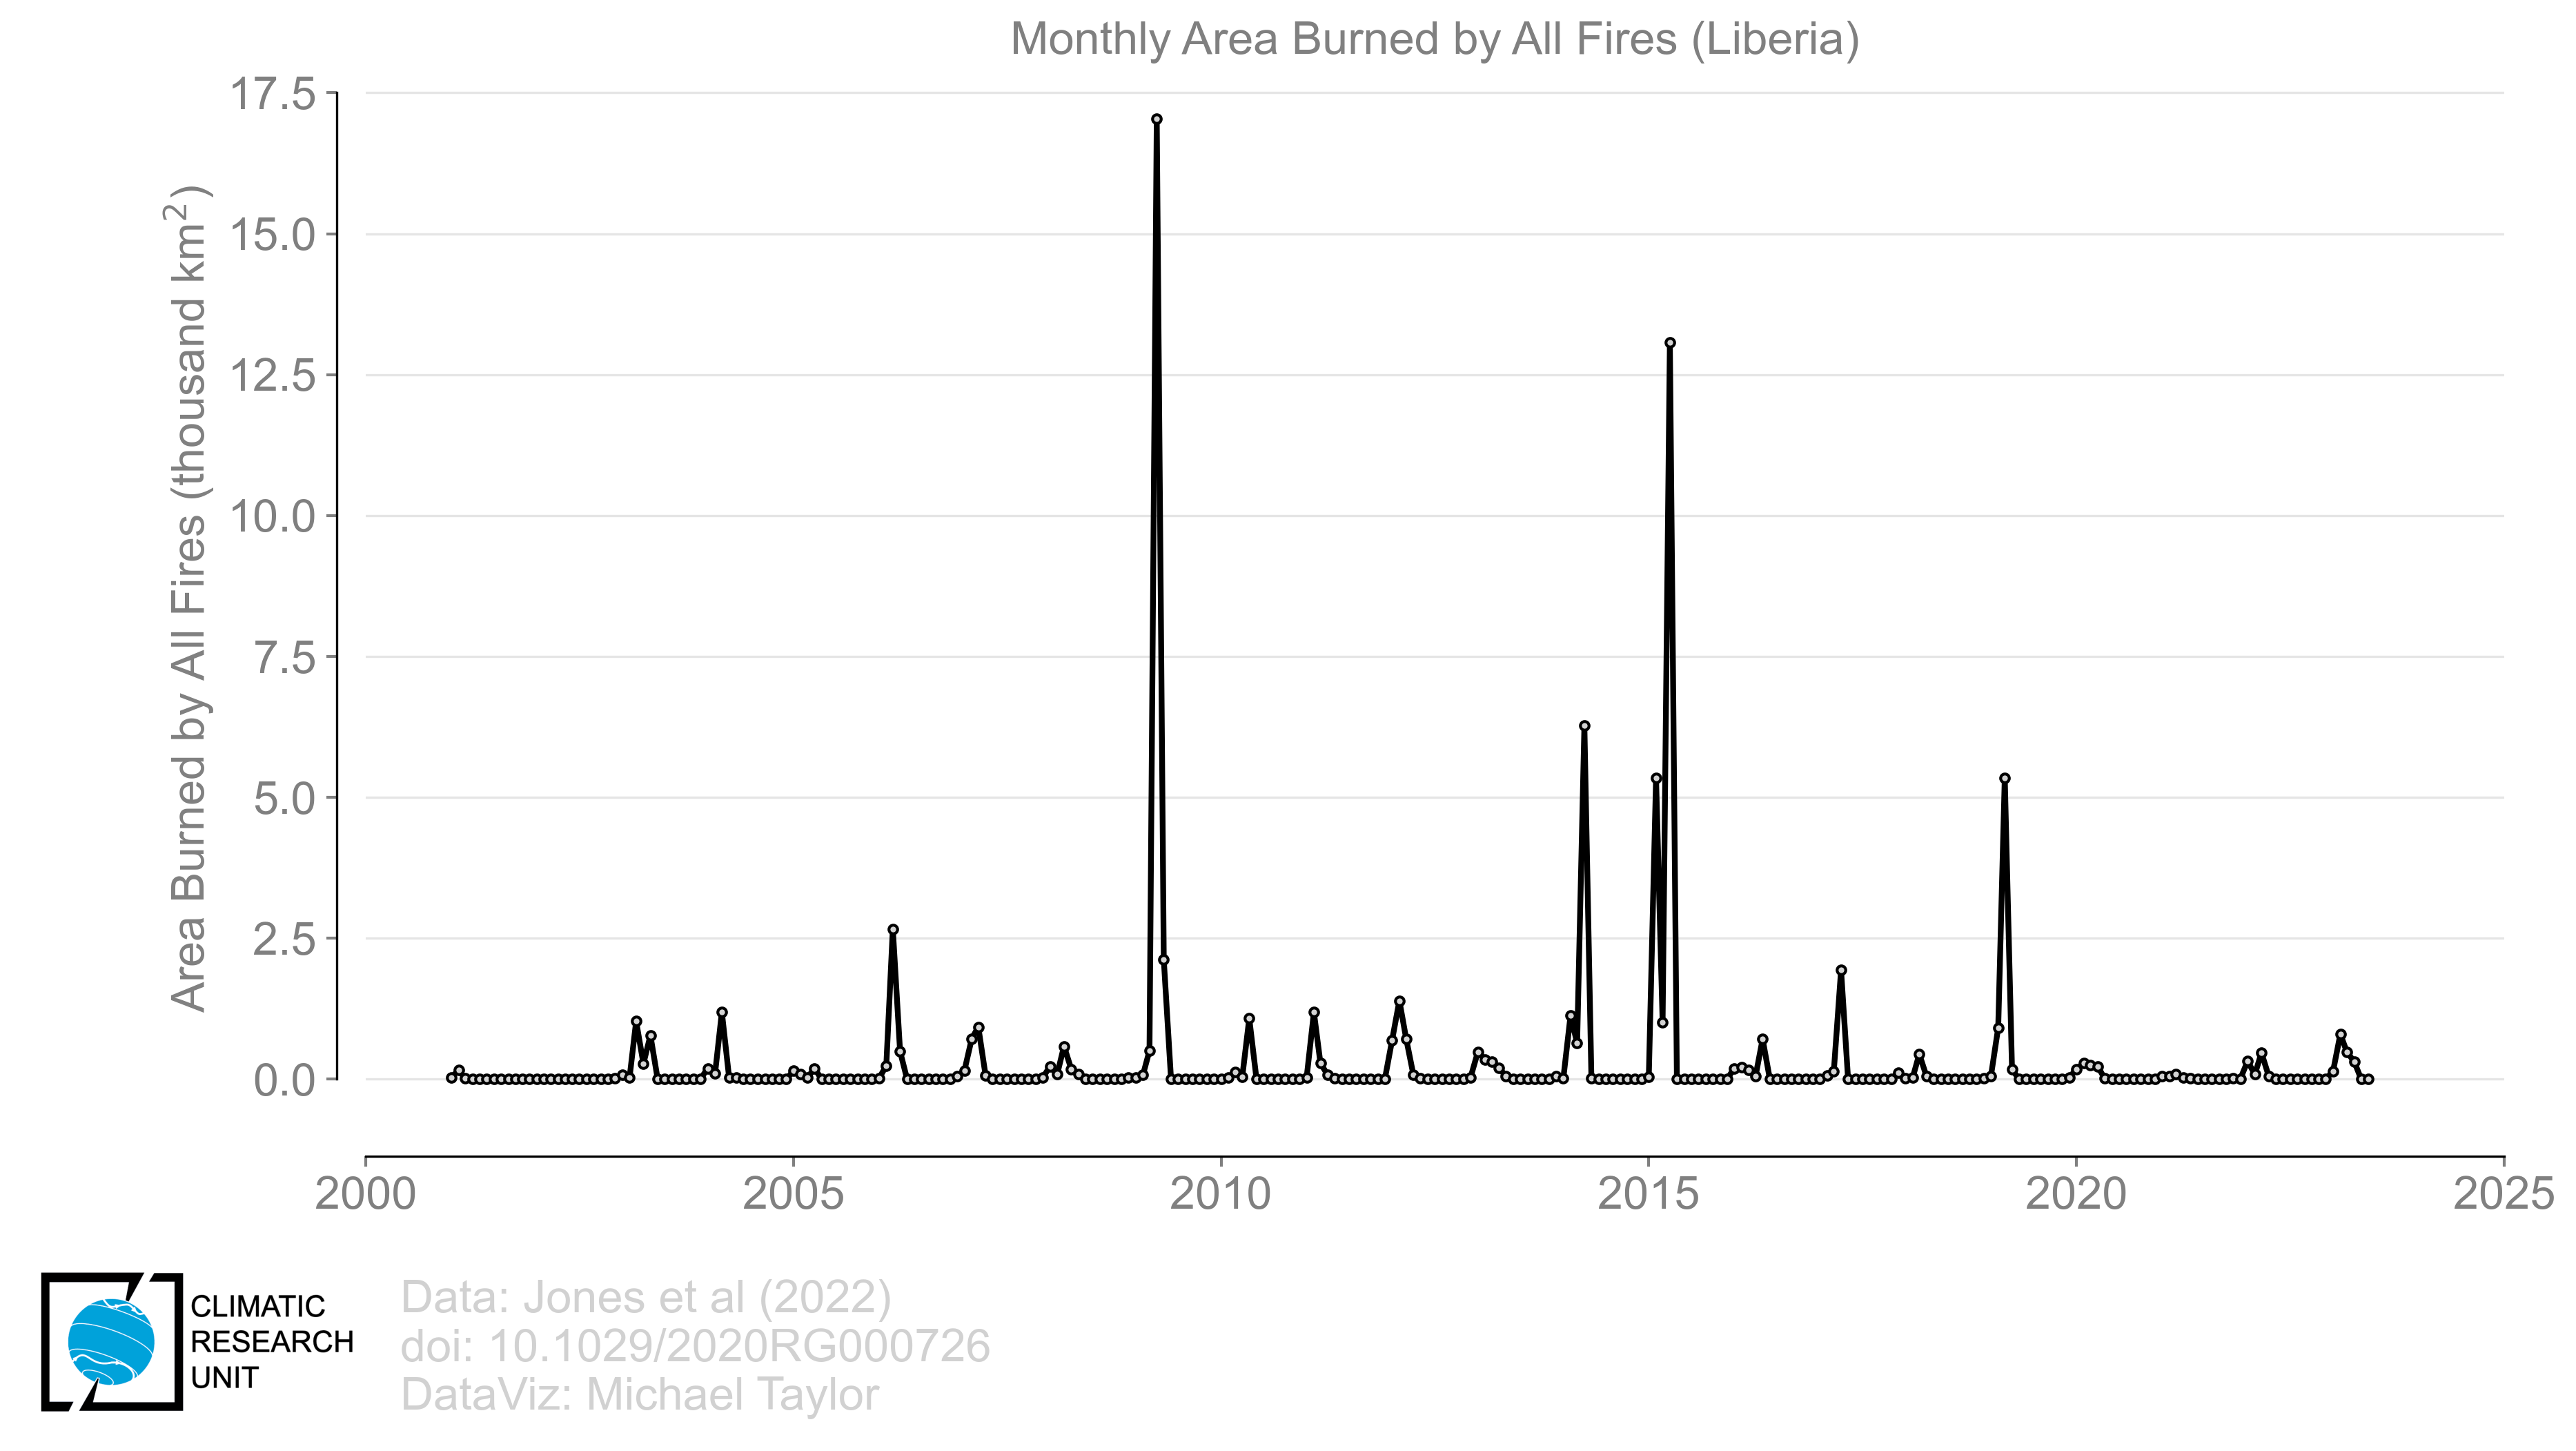 Monthly Area Burned by All Fires (Liberia)
Area Burned by All Fires (thousand km²)
17.5
15.0
12.5
10.0
7.5
5.0
2.5
0.0
2000 2005 2010 2015 2020 2025
CLIMATIC
RESEARCH
UNIT
Data: Jones et al (2022)
doi: 10.1029/2020RG000726
DataViz: Michael Taylor